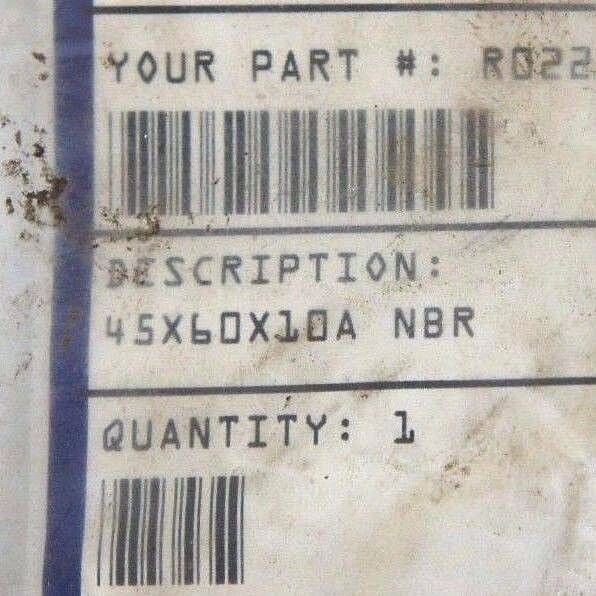 YOUR PART #: R022
DESCRIPTION:
45X60X10A NBR
QUANTITY: 1